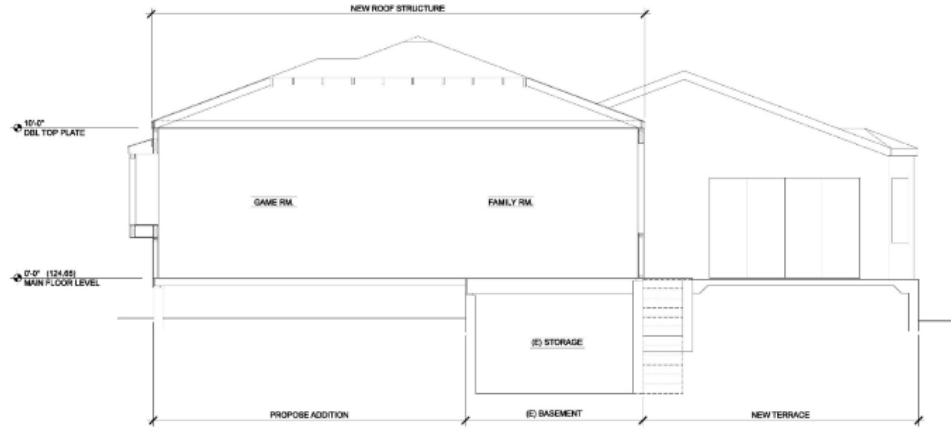 NEW ROOF STRUCTURE
10'-0"
DBL TOP PLATE
GAME RM.
FAMILY RM.
0'-0" (124.65)
MAIN FLOOR LEVEL
(E) STORAGE
PROPOSE ADDITION
(E) BASEMENT
NEW TERRACE